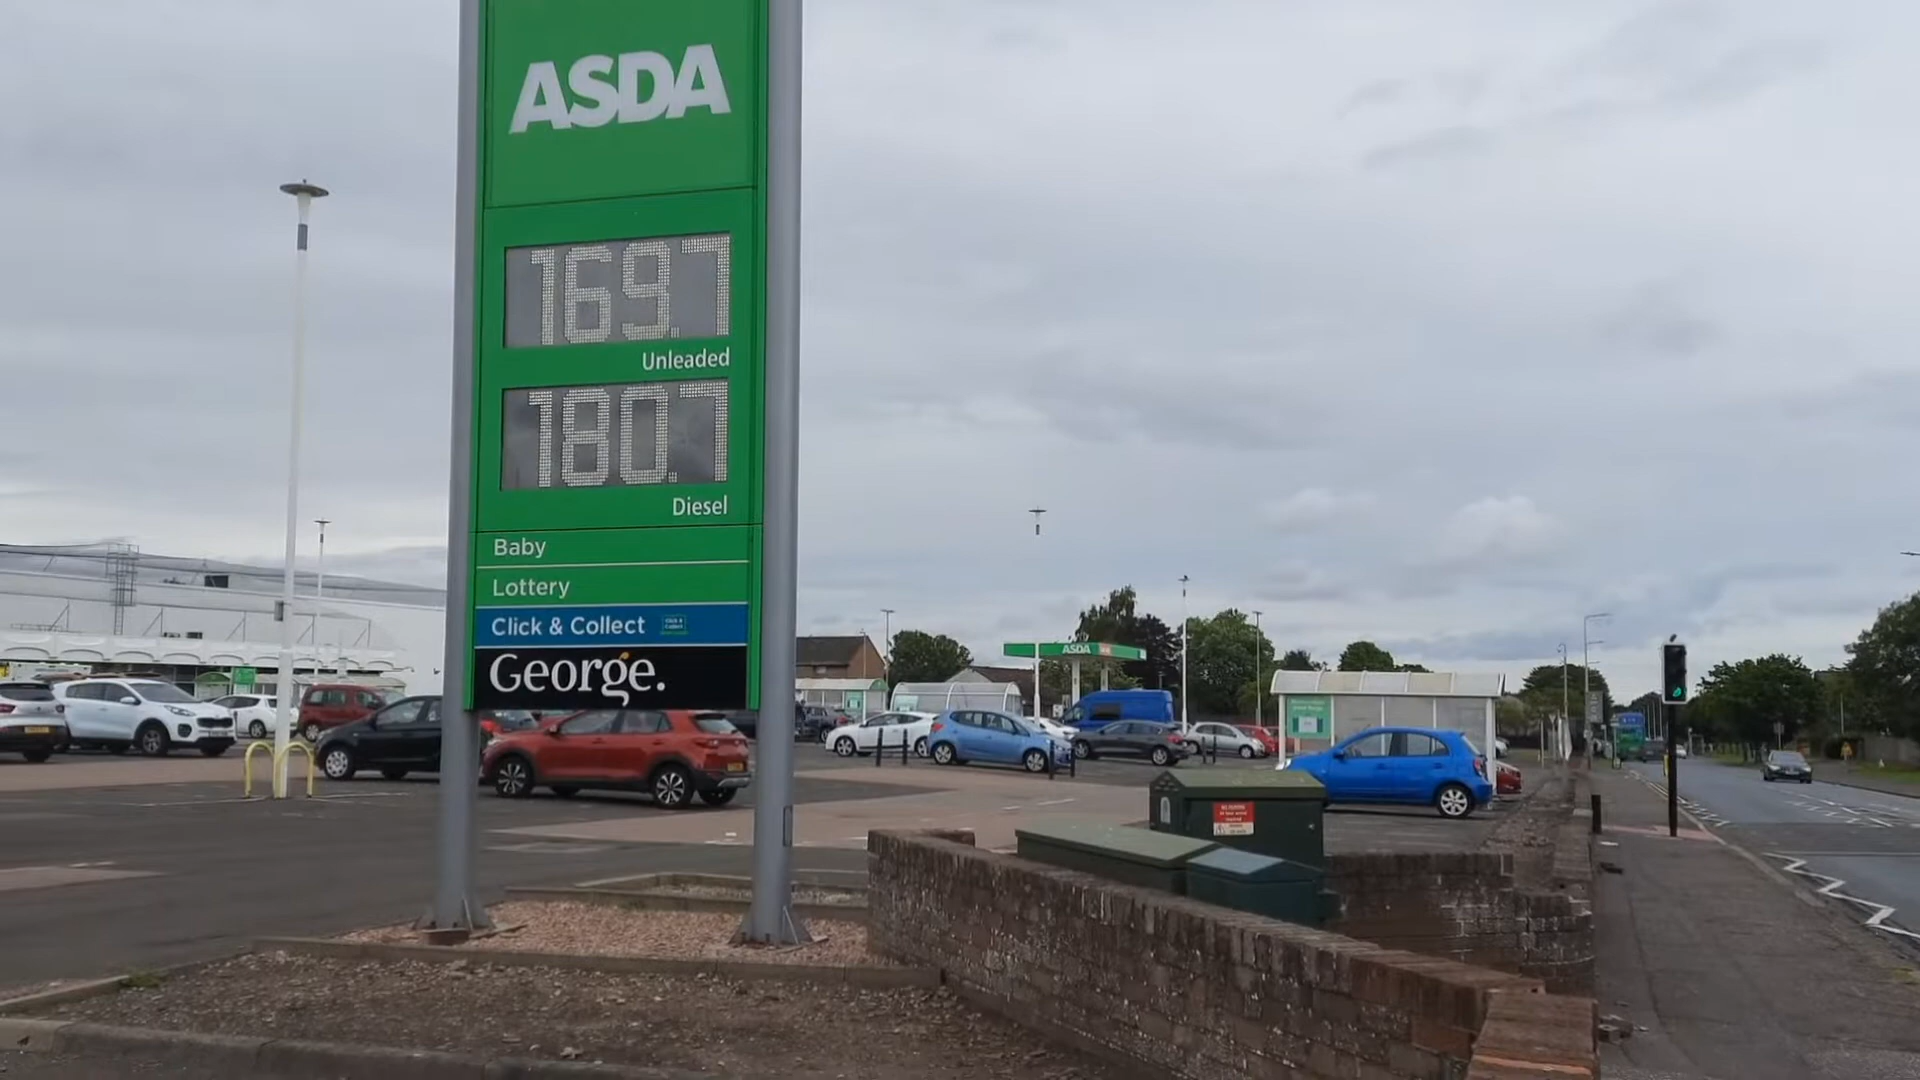 ASDA
169.7
Unleaded
180.7
Diesel
Baby
Lottery
Click & Collect
George.
ASDA